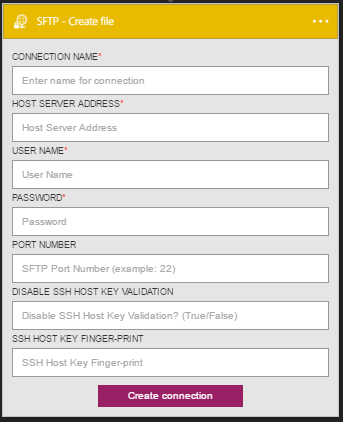 SFTP - Create file
CONNECTION NAME*
Enter name for connection
HOST SERVER ADDRESS*
Host Server Address
USER NAME*
User Name
PASSWORD*
Password
PORT NUMBER
SFTP Port Number (example: 22)
DISABLE SSH HOST KEY VALIDATION
Disable SSH Host Key Validation? (True/False)
SSH HOST KEY FINGER-PRINT
SSH Host Key Finger-print
Create connection